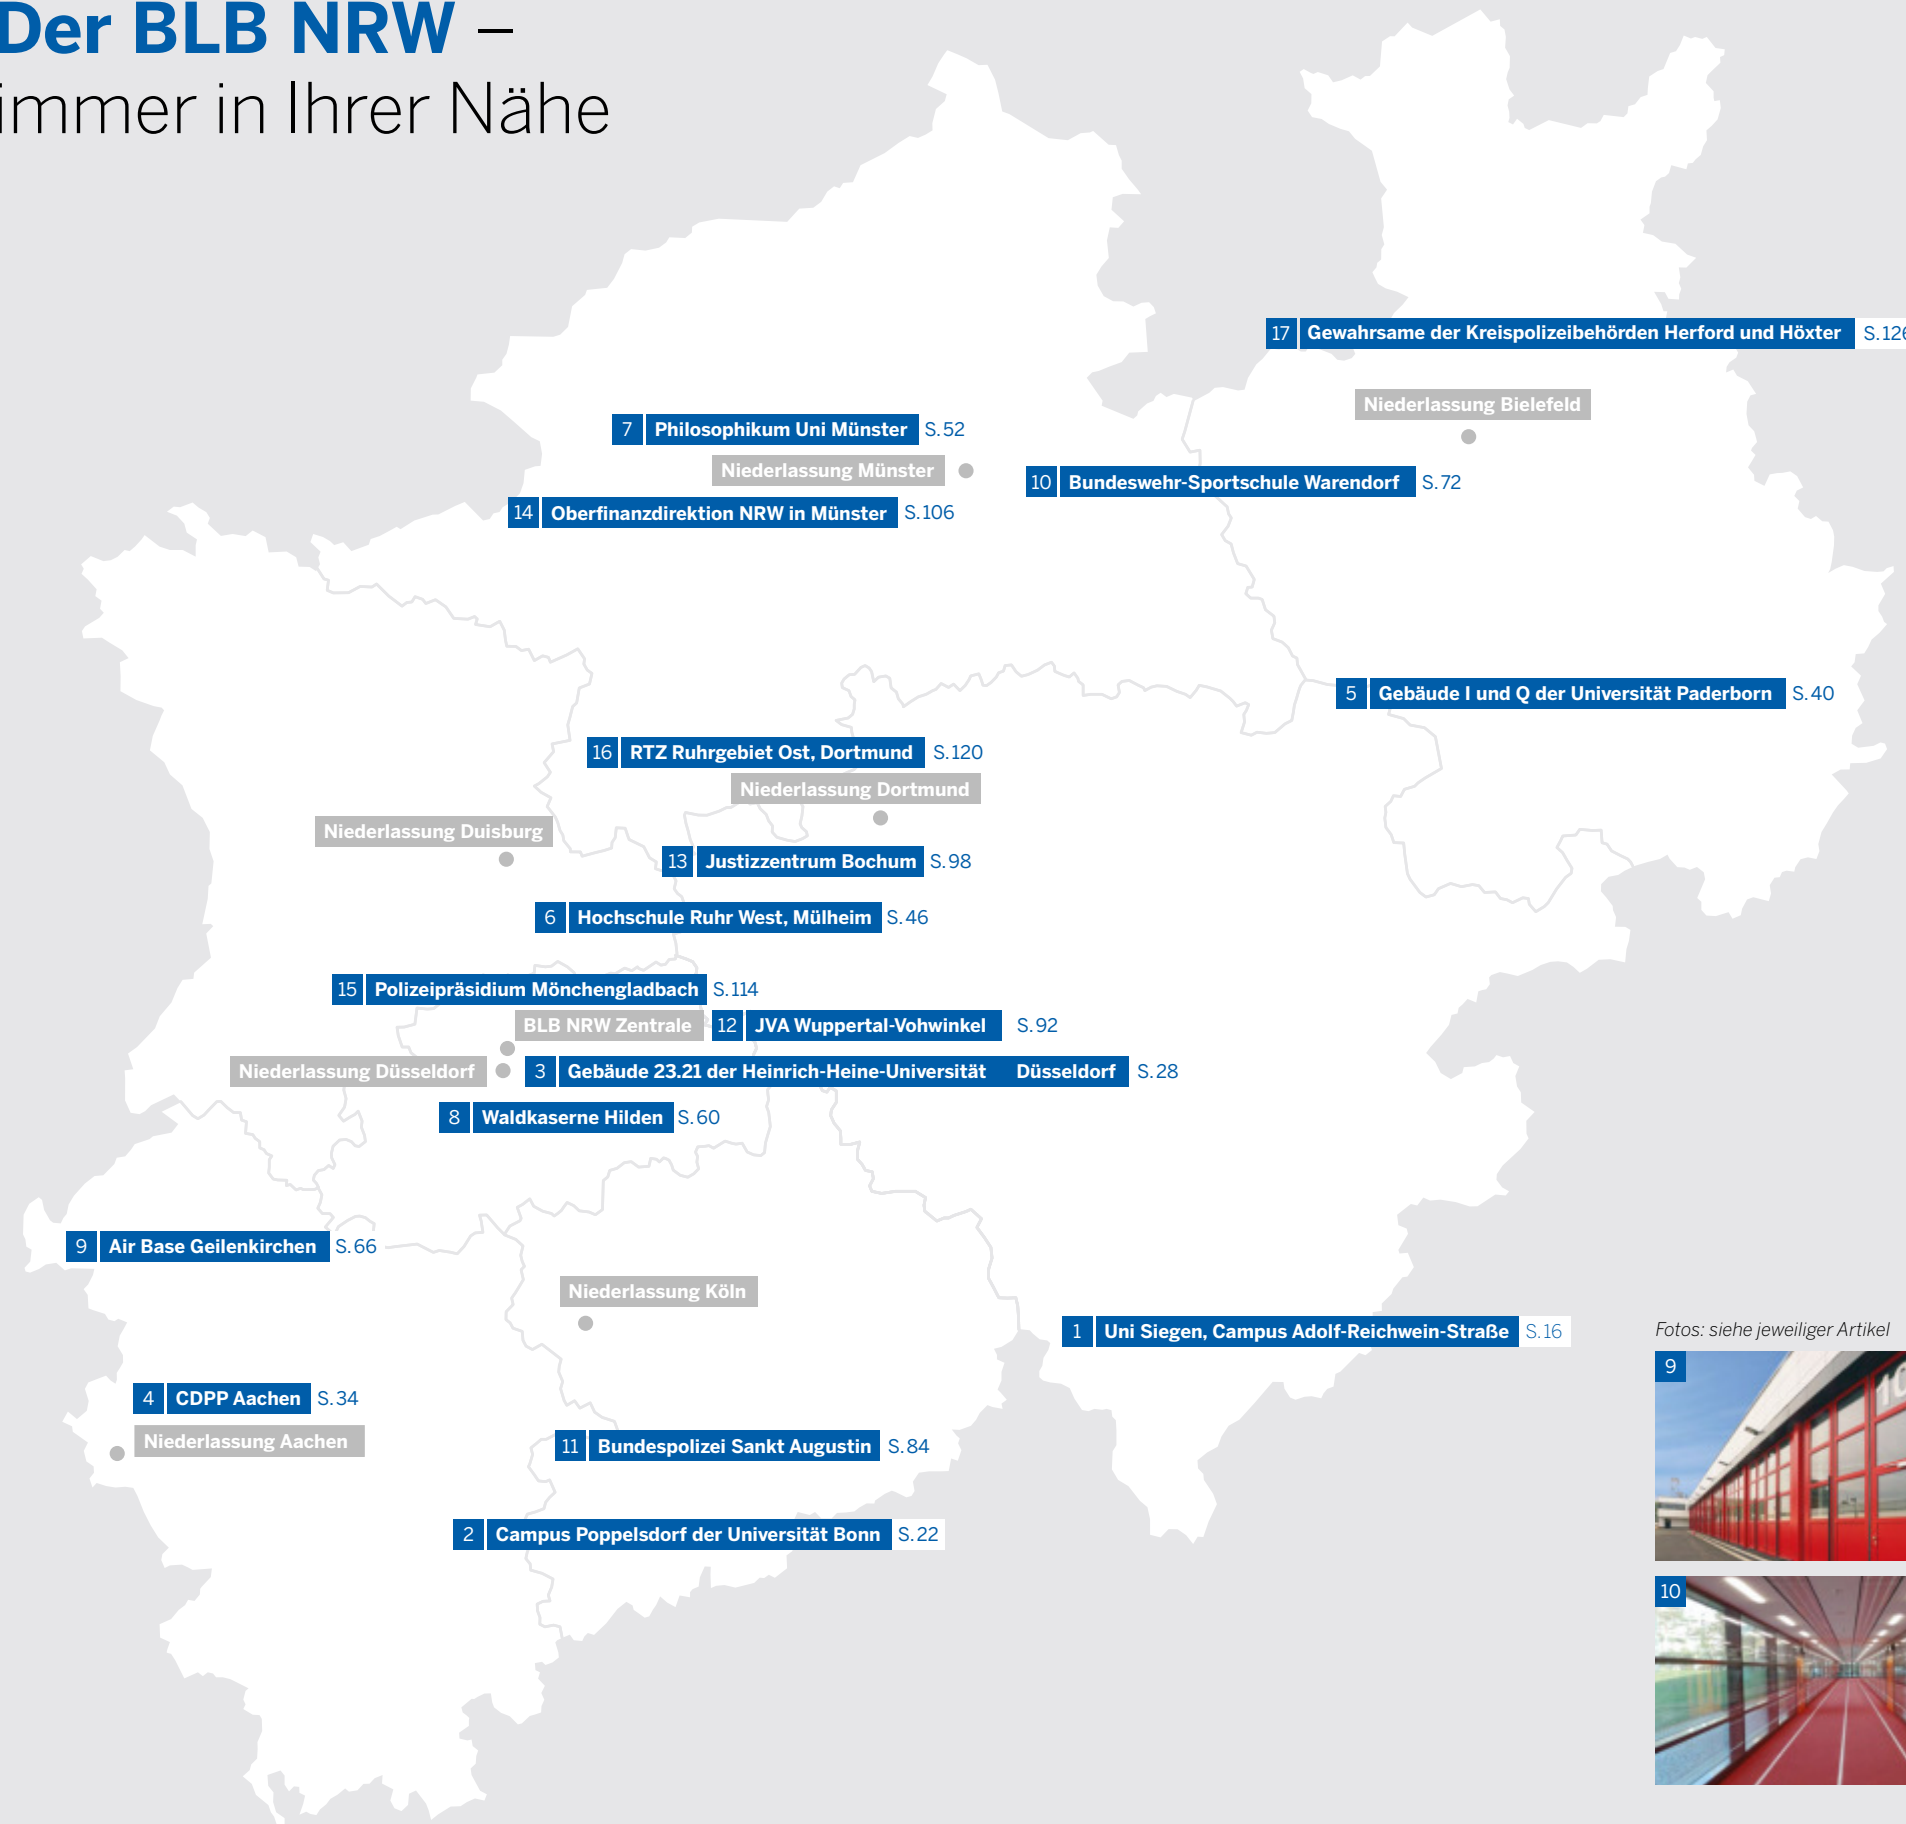 Der BLB NRW –
immer in Ihrer Nähe
17 Gewahrsame der Kreispolizeibehörden Herford und Höxter S. 126
Niederlassung Bielefeld
7 Philosophikum Uni Münster S. 52
Niederlassung Münster
10 Bundeswehr-Sportschule Warendorf S. 72
14 Oberfinanzdirektion NRW in Münster S. 106
5 Gebäude I und Q der Universität Paderborn S. 40
16 RTZ Ruhrgebiet Ost, Dortmund S. 120
Niederlassung Dortmund
Niederlassung Duisburg
13 Justizzentrum Bochum S. 98
6 Hochschule Ruhr West, Mülheim S. 46
15 Polizeipräsidium Mönchengladbach S. 114
BLB NRW Zentrale 12 JVA Wuppertal-Vohwinkel S. 92
Niederlassung Düsseldorf 3 Gebäude 23.21 der Heinrich-Heine-Universität Düsseldorf S. 28
8 Waldkaserne Hilden S. 60
9 Air Base Geilenkirchen S. 66
Niederlassung Köln
1 Uni Siegen, Campus Adolf-Reichwein-Straße S. 16
Fotos: siehe jeweiliger Artikel
9
10
4 CDPP Aachen S. 34
Niederlassung Aachen
11 Bundespolizei Sankt Augustin S. 84
2 Campus Poppelsdorf der Universität Bonn S. 22
10